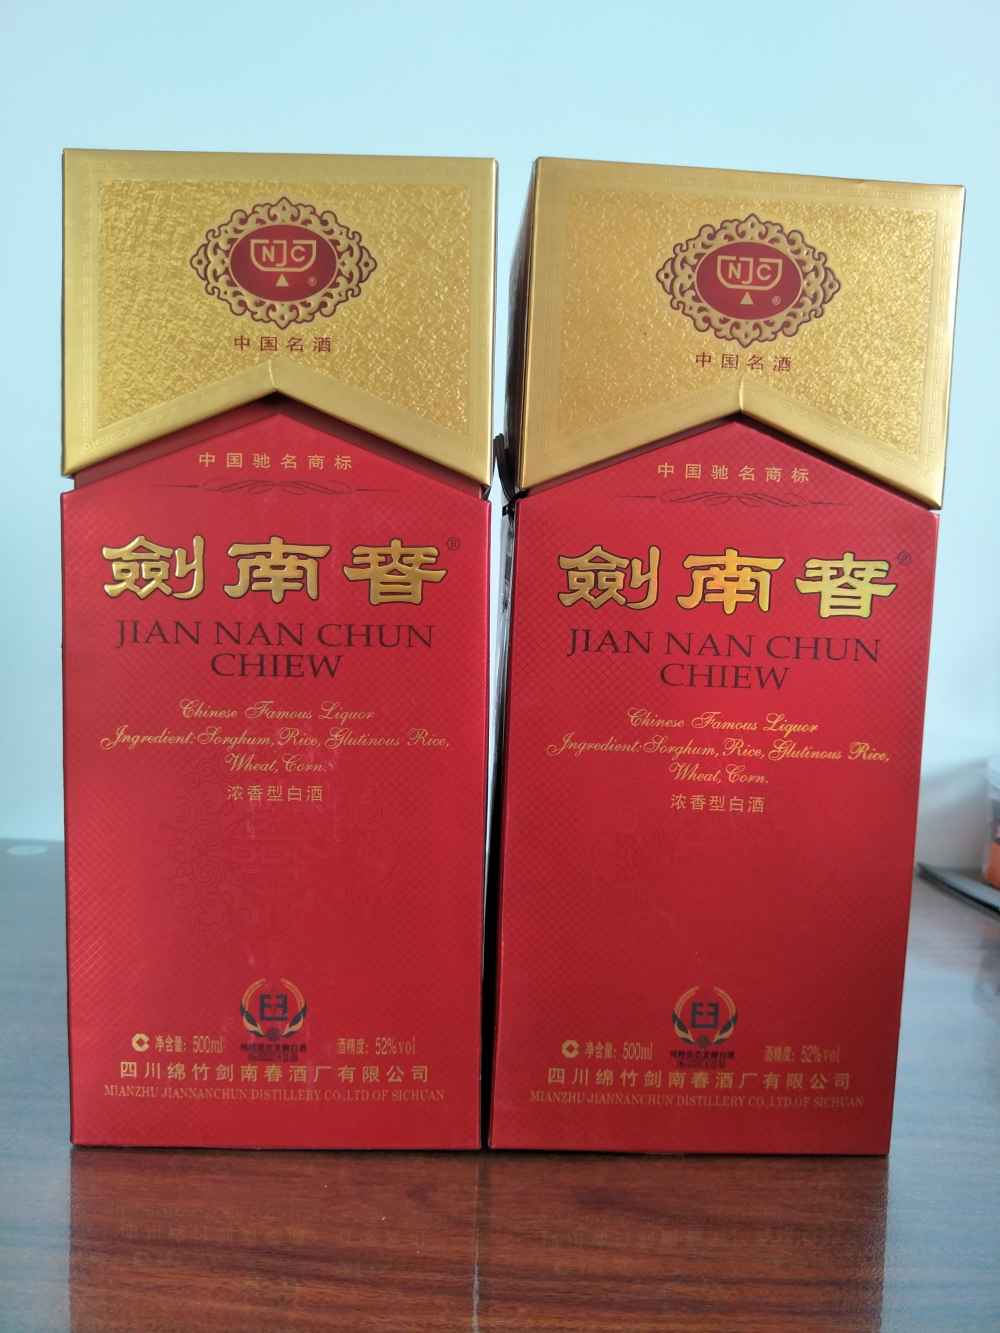 NJC
®
中国名酒
中国驰名商标
劍南春®
JIAN NAN CHUN
CHIEW
Chinese Famous Liquor
Ingredient: Sorghum, Rice, Glutinous Rice,
Wheat, Corn.
浓香型白酒
净含量: 500ml 酒精度: 52%vol
四川绵竹剑南春酒厂有限公司
MIANZHU JIANNANCHUN DISTILLERY CO.,LTD.OF SICHUAN
NJC
®
中国名酒
中国驰名商标
劍南春®
JIAN NAN CHUN
CHIEW
Chinese Famous Liquor
Ingredient: Sorghum, Rice, Glutinous Rice,
Wheat, Corn.
浓香型白酒
净含量: 500ml 酒精度: 52%vol
四川绵竹剑南春酒厂有限公司
MIANZHU JIANNANCHUN DISTILLERY CO.,LTD.OF SICHUAN